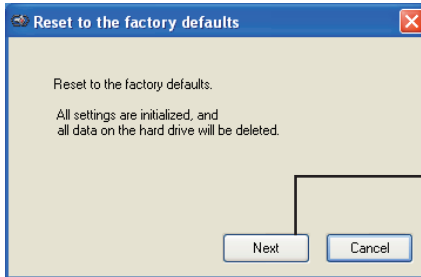 Reset to the factory defaults
Reset to the factory defaults.
All settings are initialized, and
all data on the hard drive will be deleted.
Next Cancel